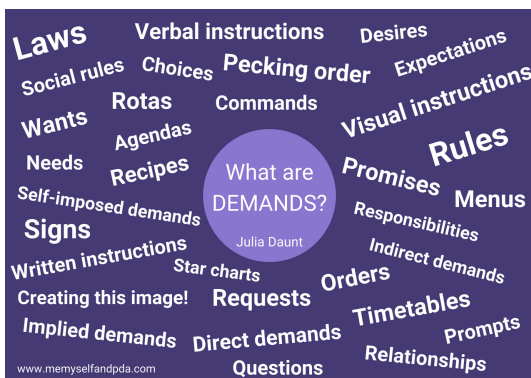 Laws
Verbal instructions
Desires
Expectations
Social rules
Choices
Pecking order
Rotas
Commands
Visual instructions
Wants
Agendas
Rules
Needs
Recipes
What are
DEMANDS?
Julia Daunt
Promises
Menus
Self-imposed demands
Responsibilities
Signs
Indirect demands
Written instructions
Star charts
Orders
Creating this image!
Requests
Timetables
Implied demands
Direct demands
Prompts
www.memyselfandpda.com
Questions
Relationships